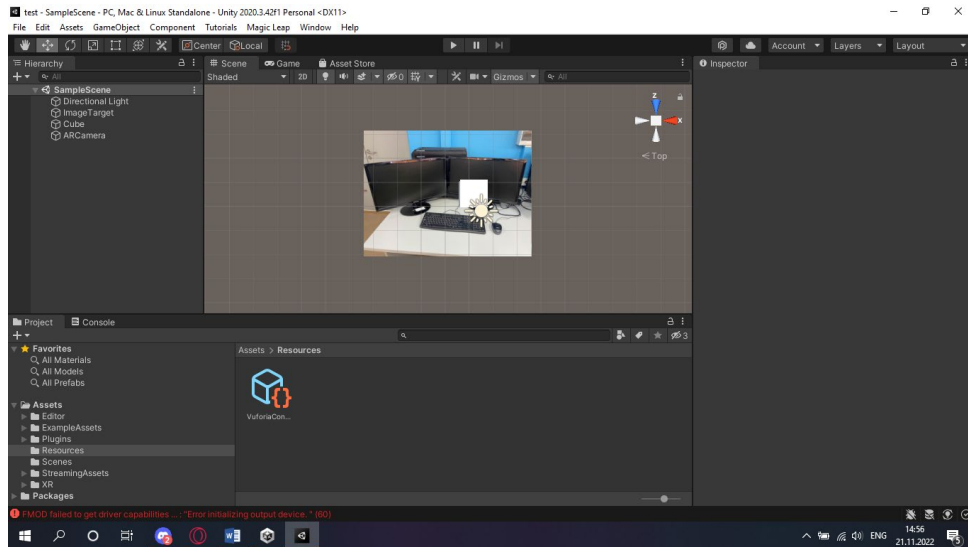 test - SampleScene - PC, Mac & Linux Standalone - Unity 2020.3.42f1 Personal <DX11>
File Edit Assets GameObject Component Tutorials Magic Leap Window Help
Center Local
Account Layers Layout
Hierarchy
All
SampleScene
Directional Light
ImageTarget
Cube
ARCamera
Scene Game Asset Store
Shaded 2D 0 Gizmos All
z
x
Top
Inspector
Project Console
3
Favorites
All Materials
All Models
All Prefabs
Assets
Editor
ExampleAssets
Plugins
Resources
Scenes
StreamingAssets
XR
Packages
Assets > Resources
VuforiaCon...
FMOD failed to get driver capabilities ... : "Error initializing output device. " (60)
ENG
14:56
21.11.2022
5